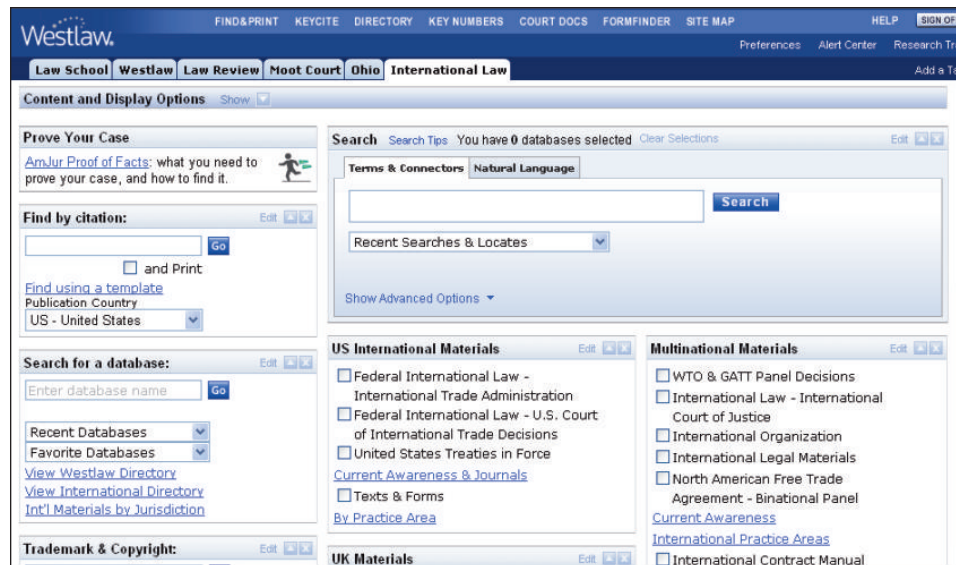 FIND&PRINT KEYCITE DIRECTORY KEY NUMBERS COURT DOCS FORMFINDER SITE MAP HELP SIGN OF
Westlaw.
Preferences Alert Center Research Tr
Law School Westlaw Law Review Moot Court Ohio International Law Add a Ta
Content and Display Options Show
Prove Your Case
AmJur Proof of Facts: what you need to
prove your case, and how to find it.
Find by citation: Edit
Go
and Print
Find using a template
Publication Country
US - United States
Search for a database: Edit
Enter database name Go
Recent Databases
Favorite Databases
View Westlaw Directory
View International Directory
Int'l Materials by Jurisdiction
Trademark & Copyright: Edit
Search Search Tips You have 0 databases selected Clear Selections Edit
Terms & Connectors Natural Language
Search
Recent Searches & Locates
Show Advanced Options
US International Materials Edit
Federal International Law -
International Trade Administration
Federal International Law - U.S. Court
of International Trade Decisions
United States Treaties in Force
Current Awareness & Journals
Texts & Forms
By Practice Area
UK Materials Edit
Multinational Materials Edit
WTO & GATT Panel Decisions
International Law - International
Court of Justice
International Organization
International Legal Materials
North American Free Trade
Agreement - Binational Panel
Current Awareness
International Practice Areas
International Contract Manual